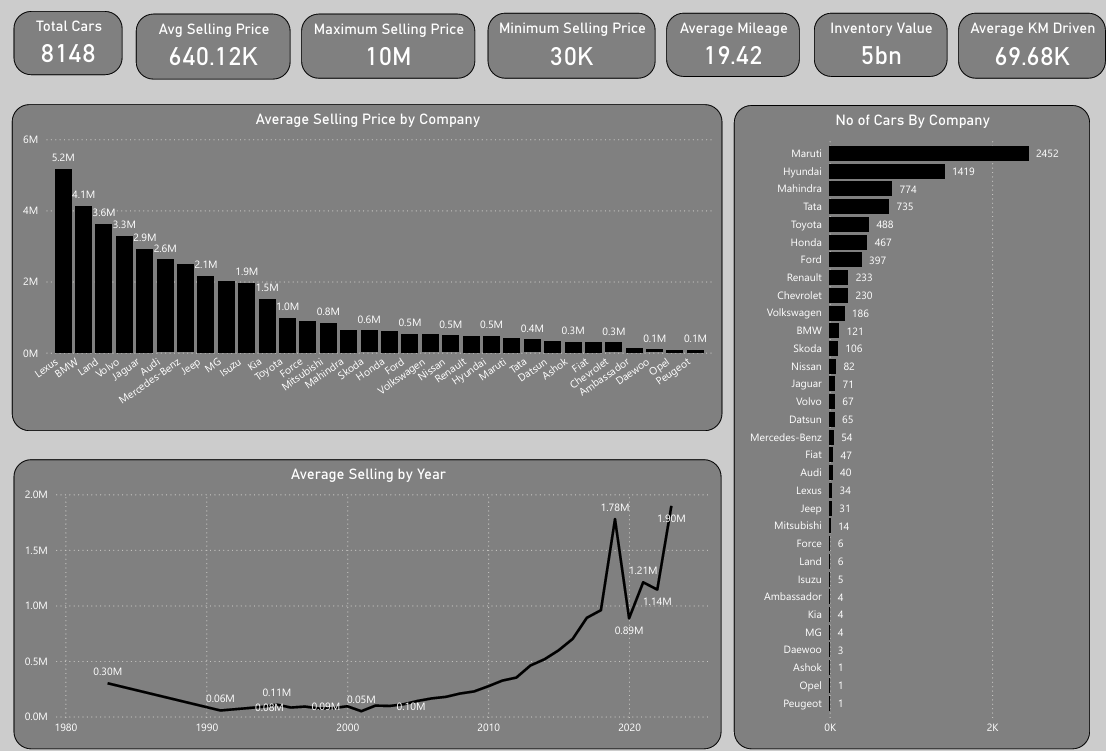 Total Cars
8148
Avg Selling Price
640.12K
Maximum Selling Price
10M
Minimum Selling Price
30K
Average Mileage
19.42
Inventory Value
5bn
Average KM Driven
69.68K
Average Selling Price by Company
6M
4M
2M
0M
5.2M
4.1M
3.6M
3.3M
2.9M
2.6M
2.1M
1.9M
1.5M
1.0M
0.8M
0.6M
0.5M
0.5M
0.5M
0.4M
0.3M
0.3M
0.1M
0.1M
Lexus
BMW
Land
Volvo
Jaguar
Audi
Mercedes-Benz
Jeep
MG
Isuzu
Kia
Toyota
Force
Mitsubishi
Mahindra
Skoda
Honda
Ford
Volkswagen
Nissan
Renault
Hyundai
Maruti
Tata
Datsun
Ashok
Fiat
Chevrolet
Ambassador
Daewoo
Opel
Peugeot
Average Selling by Year
2.0M
1.5M
1.0M
0.5M
0.0M
0.30M
0.06M
0.08M
0.11M
0.09M
0.05M
0.10M
1.78M
0.89M
1.21M
1.14M
1.90M
1980
1990
2000
2010
2020
No of Cars By Company
Maruti 2452
Hyundai 1419
Mahindra 774
Tata 735
Toyota 488
Honda 467
Ford 397
Renault 233
Chevrolet 230
Volkswagen 186
BMW 121
Skoda 106
Nissan 82
Jaguar 71
Volvo 67
Datsun 65
Mercedes-Benz 54
Fiat 47
Audi 40
Lexus 34
Jeep 31
Mitsubishi 14
Force 6
Land 6
Isuzu 5
Ambassador 4
Kia 4
MG 4
Daewoo 3
Ashok 1
Opel 1
Peugeot 1
0K 2K